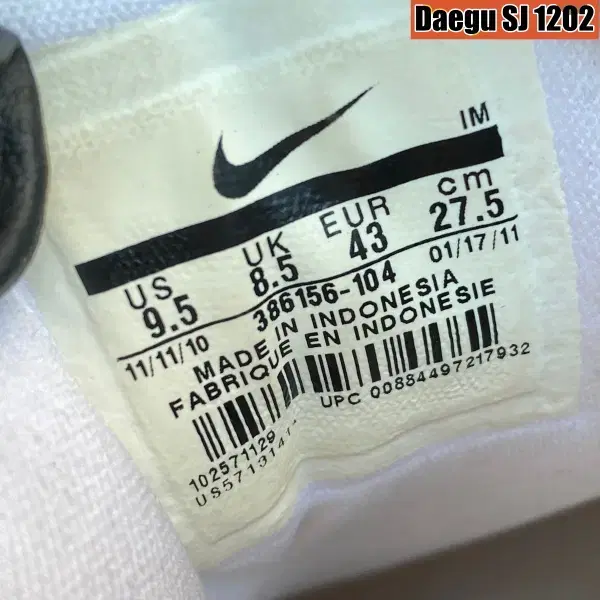 Daegu SJ 1202
IM
US UK EUR cm
9.5 8.5 43 27.5
11/11/10 386156-104 01/17/11
MADE IN INDONESIA
FABRIQUE EN INDONESIE
UPC 00884497217932
102571129